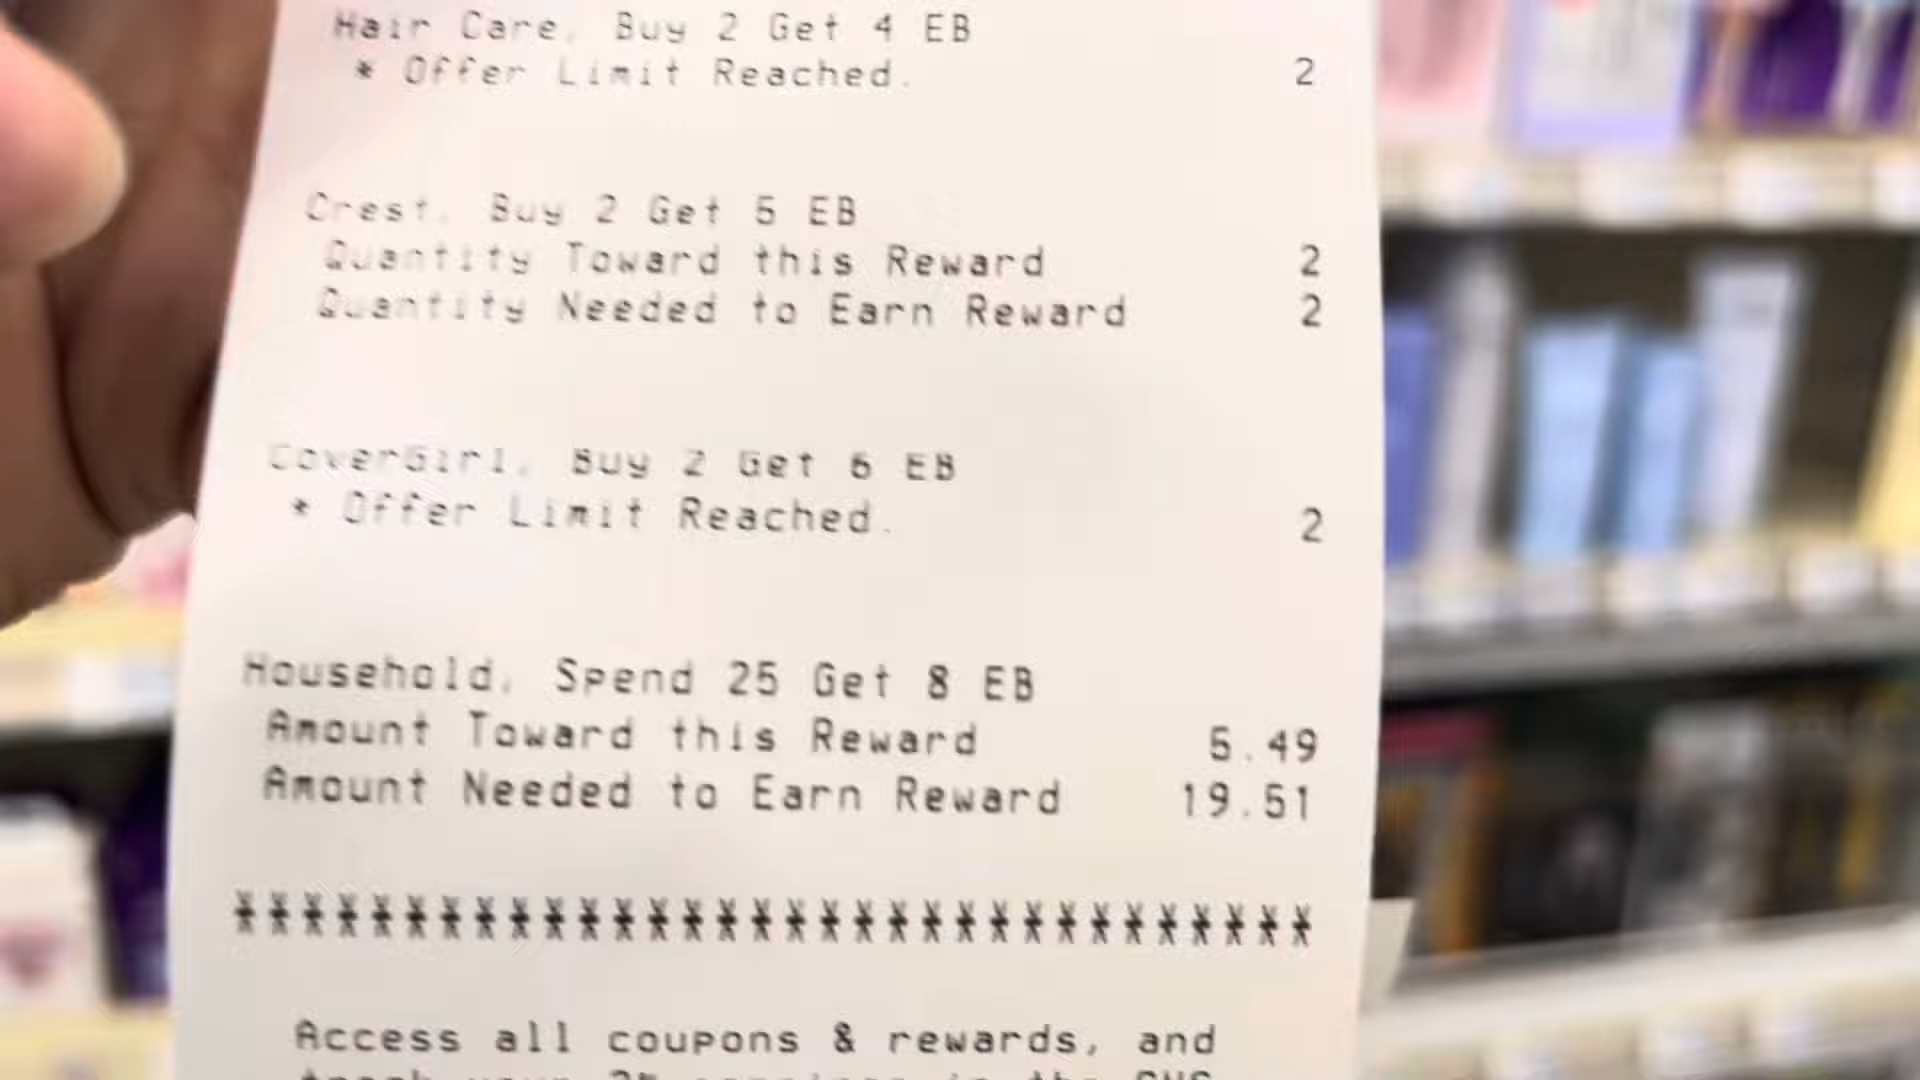 Hair Care, Buy 2 Get 4 EB
* Offer Limit Reached. 2
Crest, Buy 2 Get 5 EB
Quantity Toward this Reward 2
Quantity Needed to Earn Reward 2
CoverGirl, Buy 2 Get 6 EB
* Offer Limit Reached. 2
Household, Spend 25 Get 8 EB
Amount Toward this Reward 5.49
Amount Needed to Earn Reward 19.51
********************************
Access all coupons & rewards, and